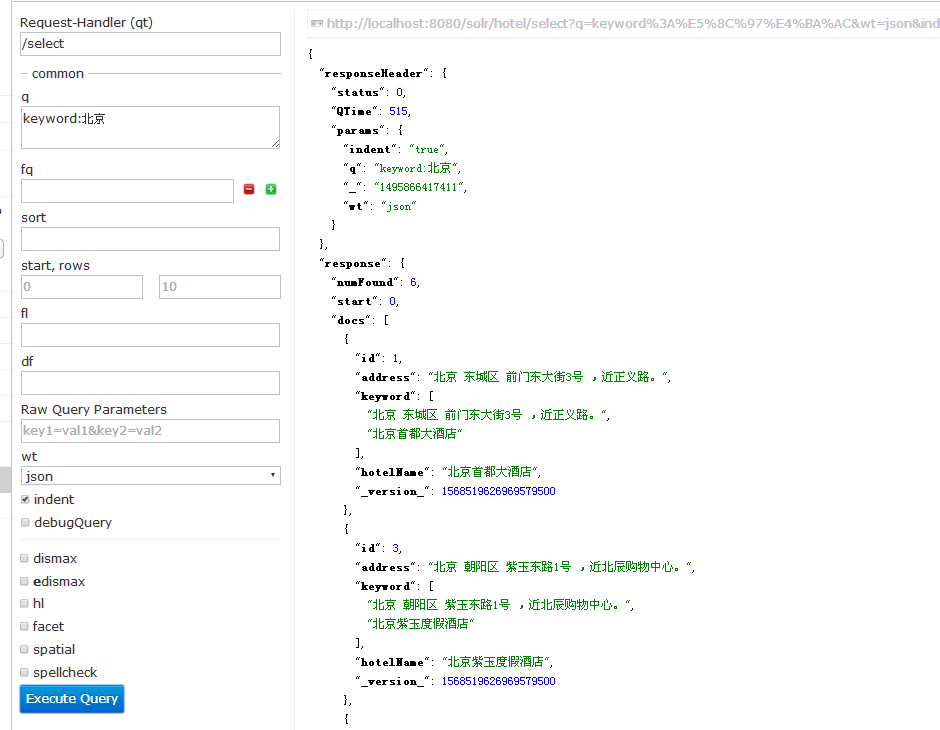 Request-Handler (qt)
/select
common
q
keyword:北京
fq
sort
start, rows
0
10
fl
df
Raw Query Parameters
key1=val1&key2=val2
wt
json
indent
debugQuery
dismax
edismax
hl
facet
spatial
spellcheck
Execute Query
http://localhost:8080/solr/hotel/select?q=keyword%3A%E5%8C%97%E4%BA%AC&wt=json&ind
{
"responseHeader": {
"status": 0,
"QTime": 515,
"params": {
"indent": "true",
"q": "keyword:北京",
"_": "1495866417411",
"wt": "json"
}
},
"response": {
"numFound": 6,
"start": 0,
"docs": [
{
"id": 1,
"address": "北京 东城区 前门东大街3号 ，近正义路。",
"keyword": [
"北京 东城区 前门东大街3号 ，近正义路。",
"北京首都大酒店"
],
"hotelName": "北京首都大酒店",
"_version_": 1568519626969579500
},
{
"id": 3,
"address": "北京 朝阳区 紫玉东路1号 ，近北辰购物中心。",
"keyword": [
"北京 朝阳区 紫玉东路1号 ，近北辰购物中心。",
"北京紫玉度假酒店"
],
"hotelName": "北京紫玉度假酒店",
"_version_": 1568519626969579500
},
{